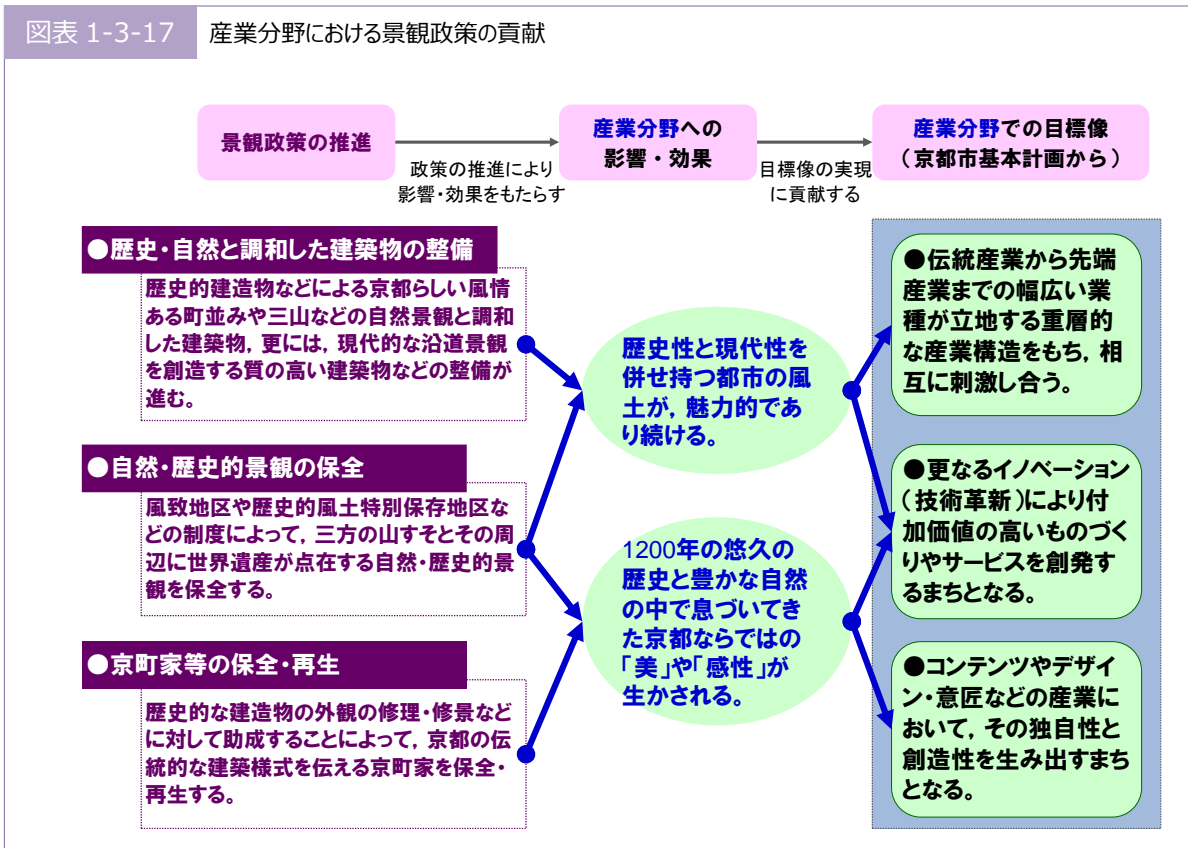 図表 1-3-17
産業分野における景観政策の貢献
景観政策の推進
政策の推進により
影響・効果をもたらす
産業分野への
影響・効果
目標像の実現
に貢献する
産業分野での目標像
（京都市基本計画から）
●歴史・自然と調和した建築物の整備
歴史的建造物などによる京都らしい風情
ある町並みや三山などの自然景観と調和
した建築物，更には，現代的な沿道景観
を創造する質の高い建築物などの整備が
進む。
●自然・歴史的景観の保全
風致地区や歴史的風土特別保存地区な
どの制度によって，三方の山すそとその周
辺に世界遺産が点在する自然・歴史的景
観を保全する。
●京町家等の保全・再生
歴史的な建造物の外観の修理・修景など
に対して助成することによって，京都の伝
統的な建築様式を伝える京町家を保全・
再生する。
歴史性と現代性を
併せ持つ都市の風
土が，魅力的であ
り続ける。
1200年の悠久の
歴史と豊かな自然
の中で息づいてき
た京都ならではの
「美」や「感性」が
生かされる。
●伝統産業から先端
産業までの幅広い業
種が立地する重層的
な産業構造をもち，相
互に刺激し合う。
●更なるイノベーション
（技術革新）により付
加価値の高いものづく
りやサービスを創発す
るまちとなる。
●コンテンツやデザイ
ン・意匠などの産業に
おいて，その独自性と
創造性を生み出すまち
となる。